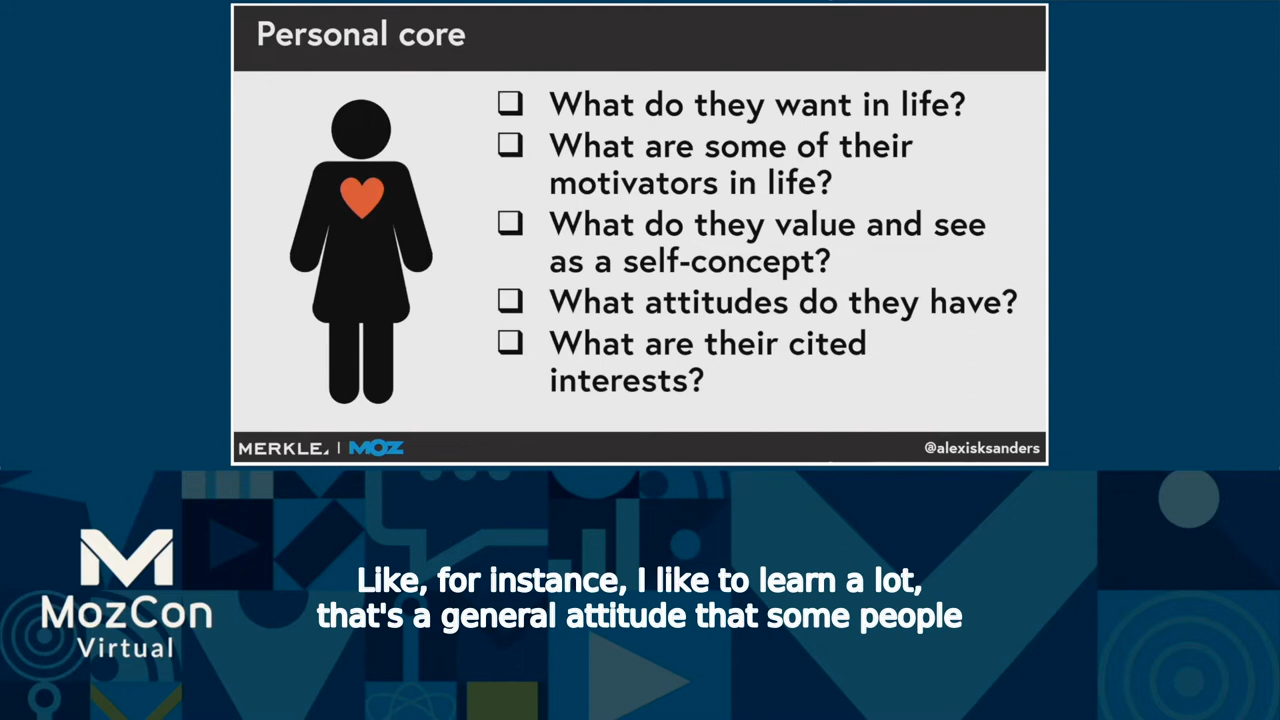 Personal core
❑ What do they want in life?
❑ What are some of their
motivators in life?
❑ What do they value and see
as a self-concept?
❑ What attitudes do they have?
❑ What are their cited
interests?
MERKLE | MOZ
@alexisksanders
M
MozCon
Virtual
Like, for instance, I like to learn a lot,
that's a general attitude that some people